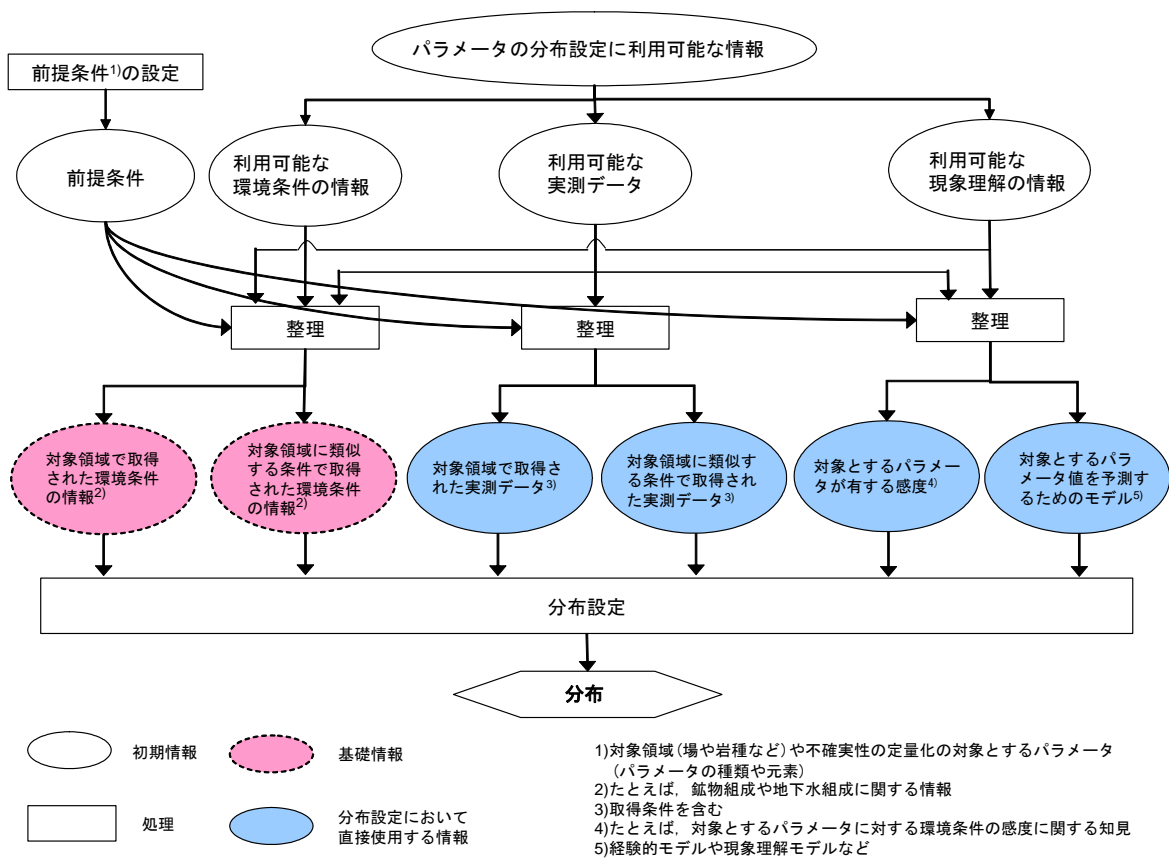 パラメータの分布設定に利用可能な情報
前提条件1)の設定
前提条件
利用可能な
環境条件の情報
利用可能な
実測データ
利用可能な
現象理解の情報
整理
整理
整理
対象領域で取得
された環境条件
の情報2)
対象領域に類似
する条件で取得
された環境条件
の情報2)
対象領域で取得さ
れた実測データ3)
対象領域に類似す
る条件で取得され
た実測データ3)
対象とするパラメー
タが有する感度4)
対象とするパラ
メータ値を予測す
るためのモデル5)
分布設定
分布
初期情報
基礎情報
処理
分布設定において
直接使用する情報
1)対象領域(場や岩種など)や不確実性の定量化の対象とするパラメータ
(パラメータの種類や元素)
2)たとえば,鉱物組成や地下水組成に関する情報
3)取得条件を含む
4)たとえば,対象とするパラメータに対する環境条件の感度に関する知見
5)経験的モデルや現象理解モデルなど